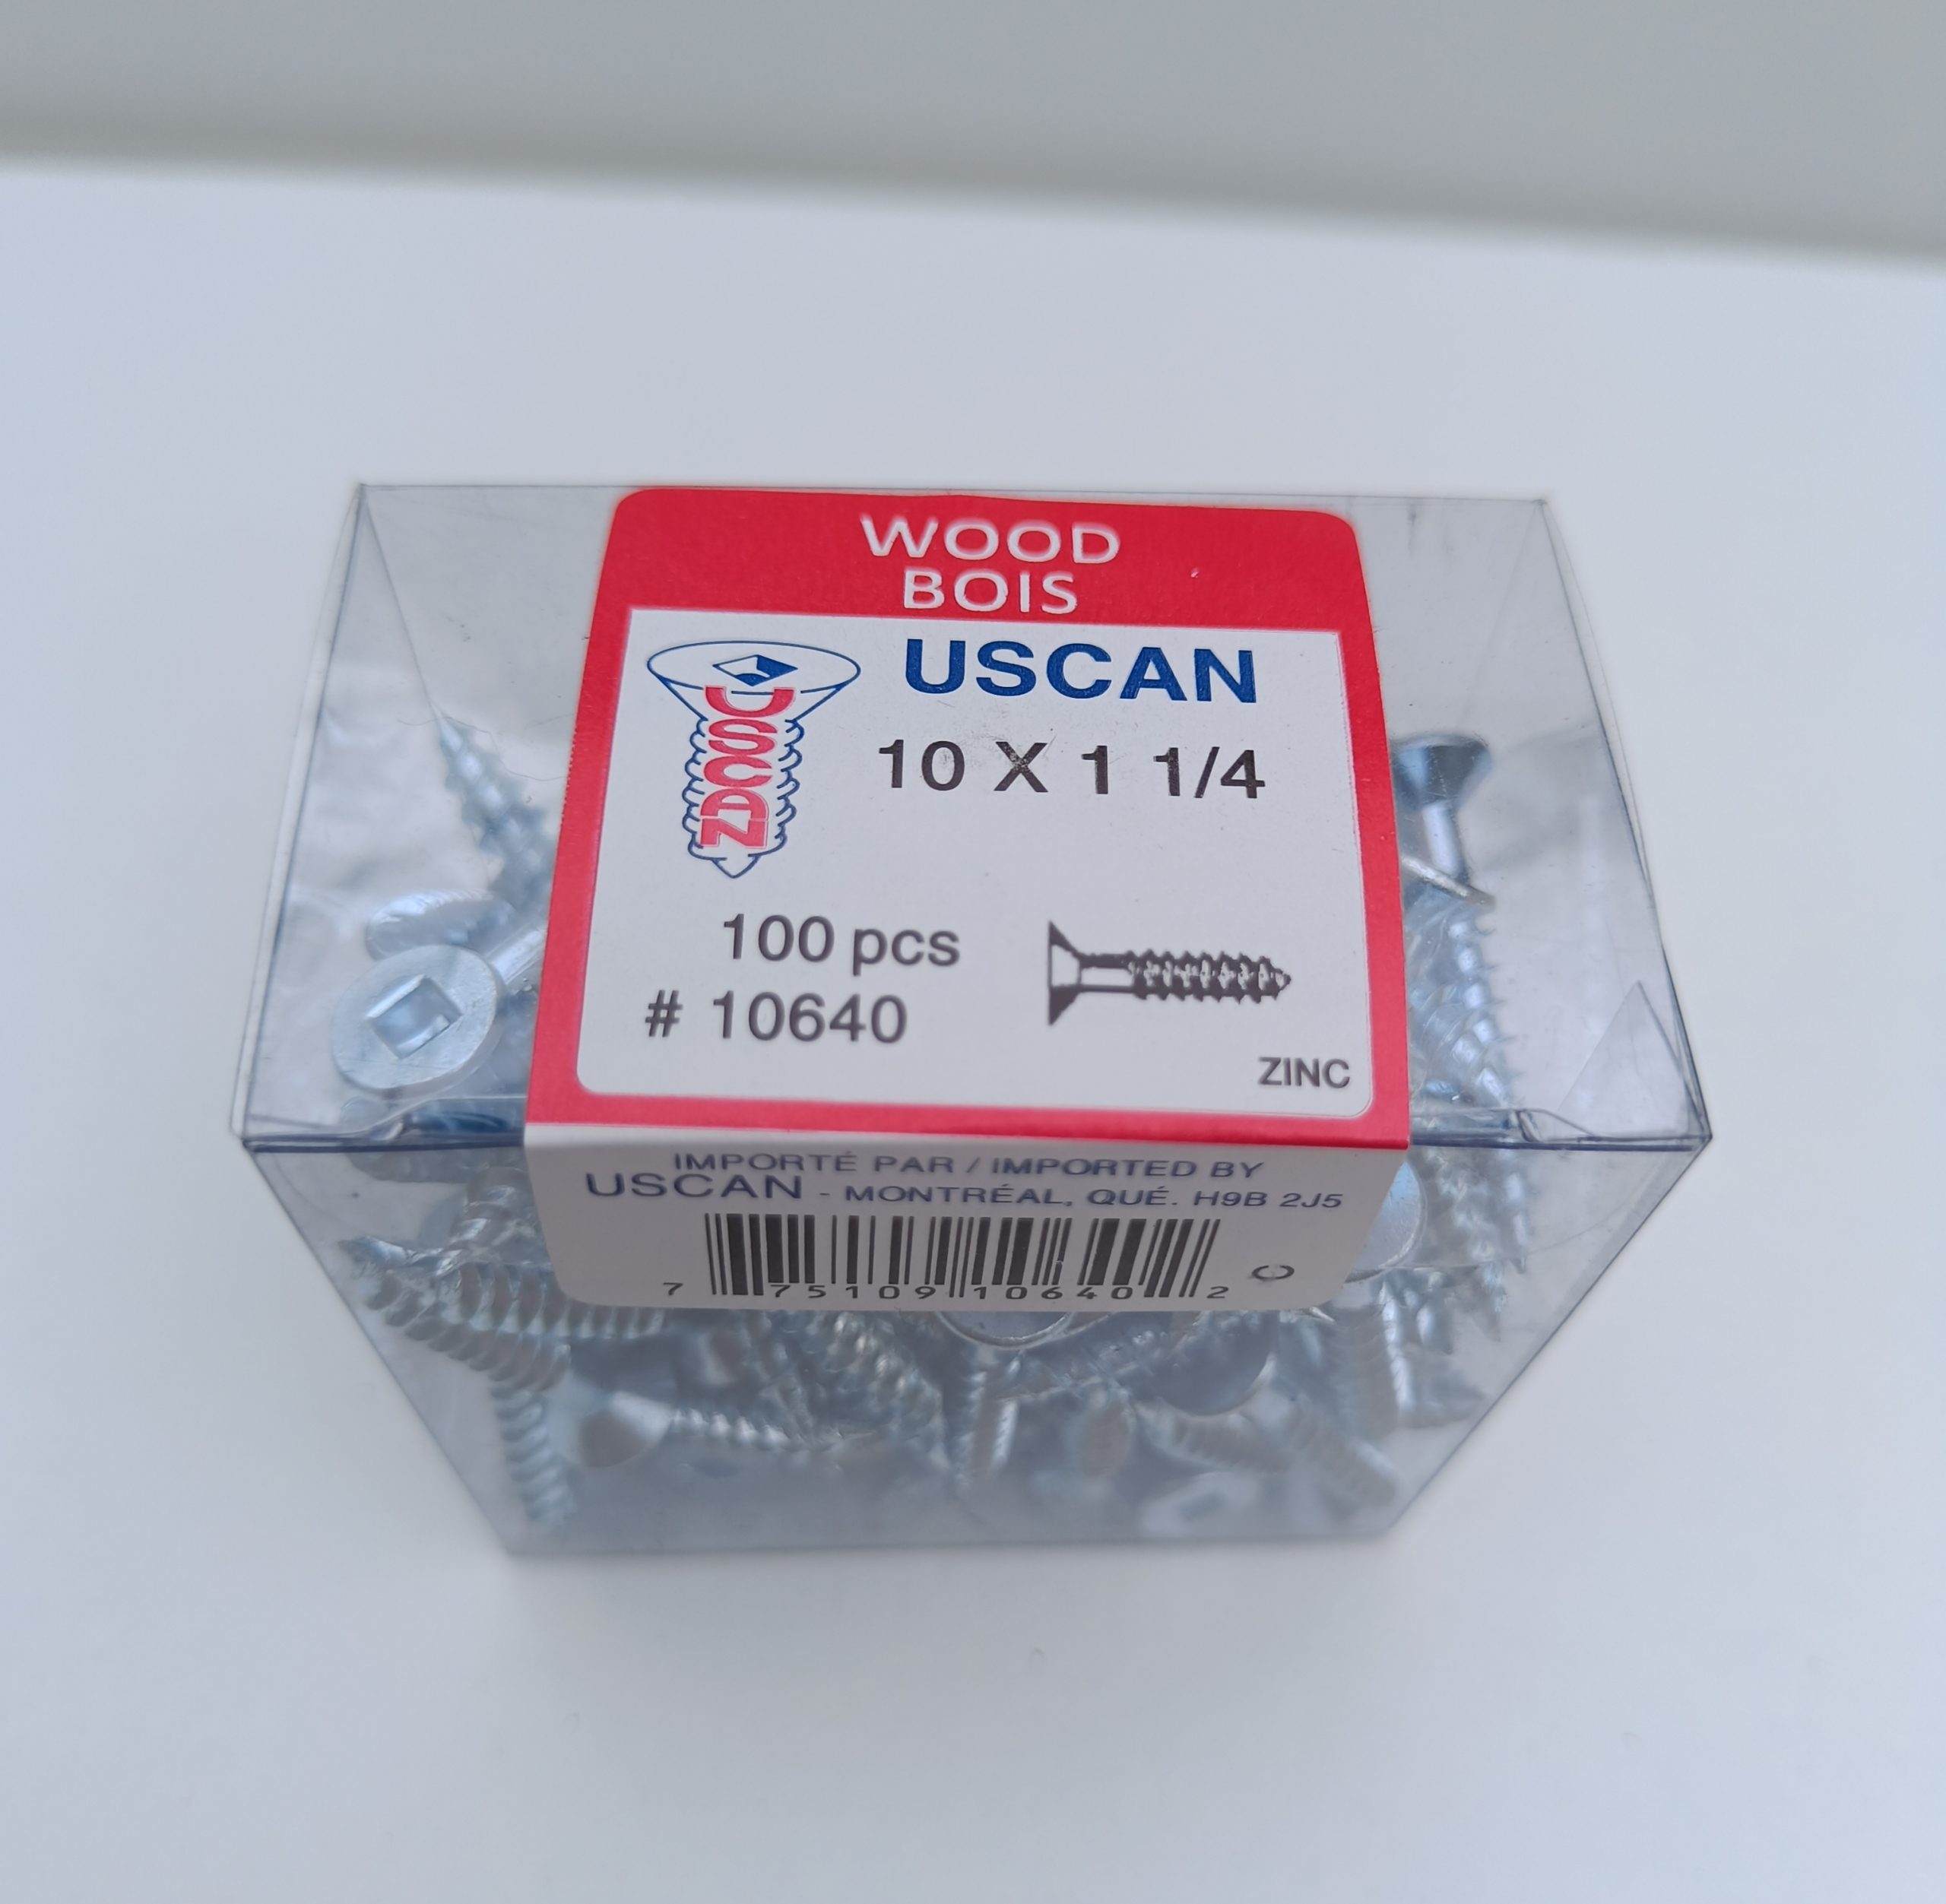 WOOD
BOIS
USCAN
USCAN
10 X 1 1/4
100 pcs
# 10640
ZINC
IMPORTÉ PAR / IMPORTED BY
USCAN - MONTRÉAL, QUÉ. H9B 2J5
7 75109 10640 2